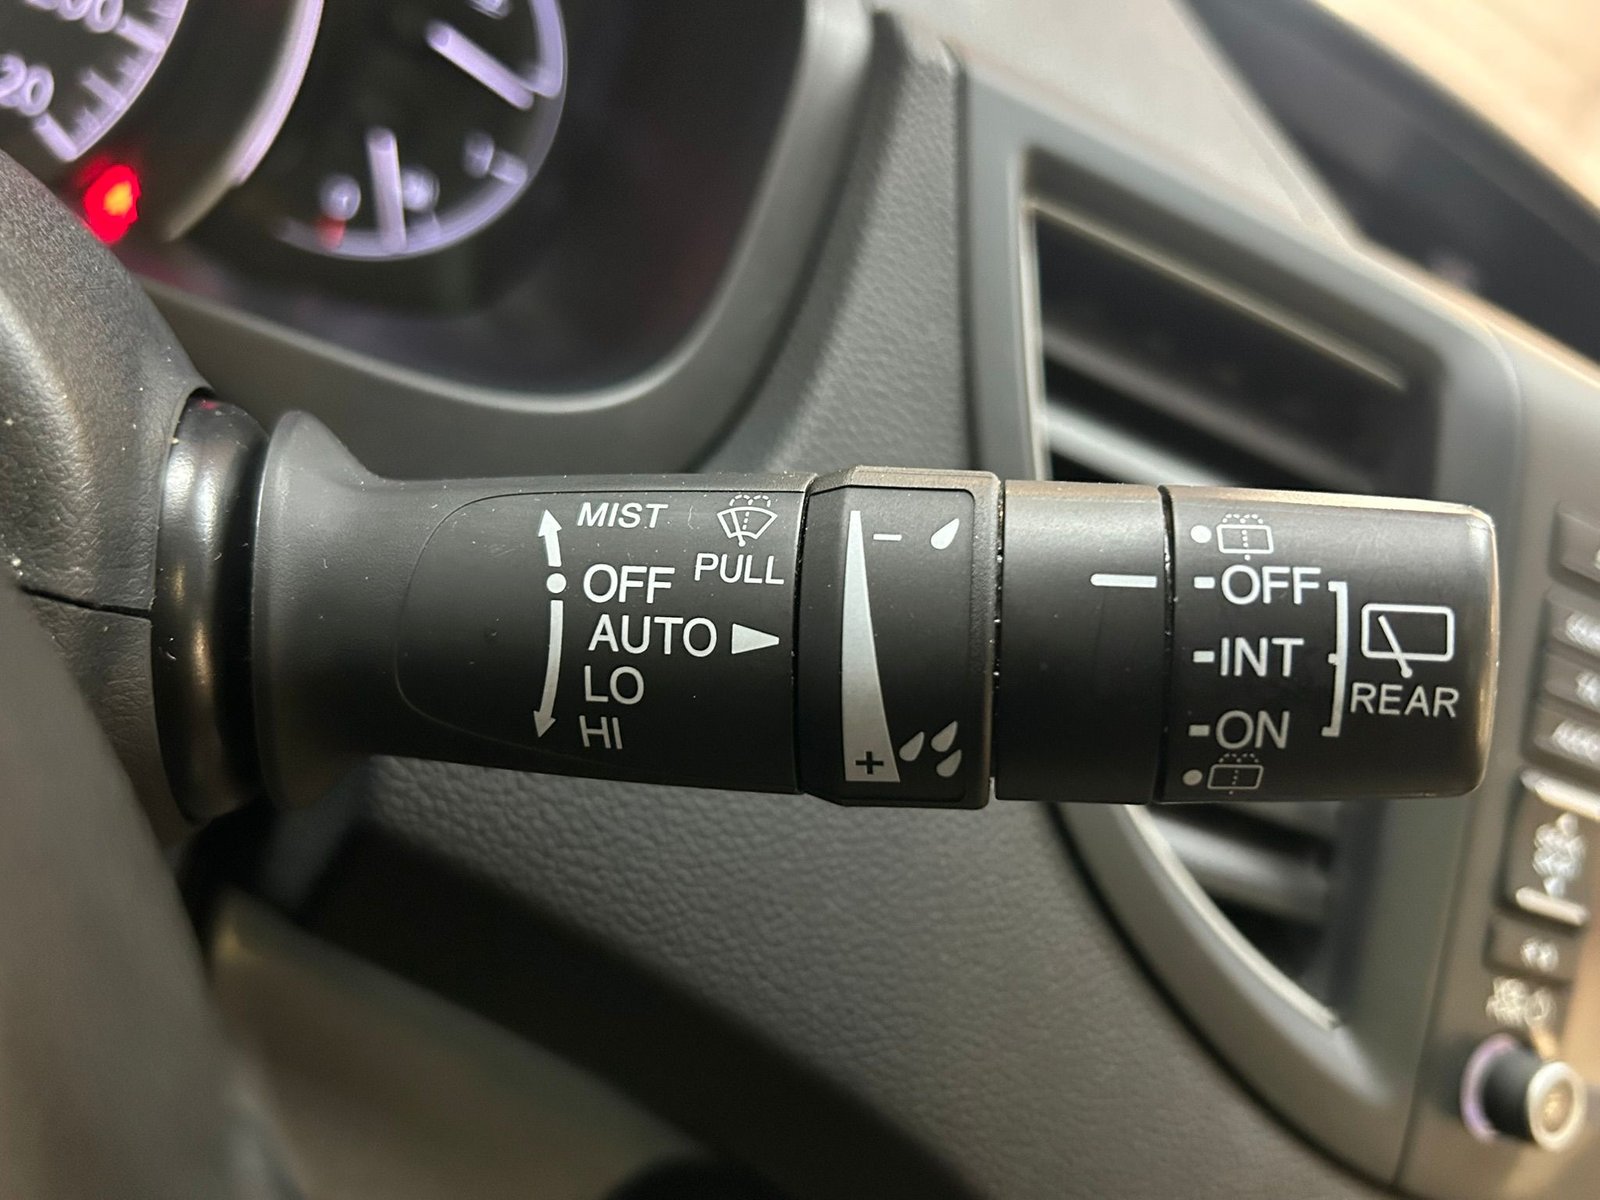 MIST
PULL
OFF
AUTO
LO
HI
-
+
OFF
INT
ON
REAR
20